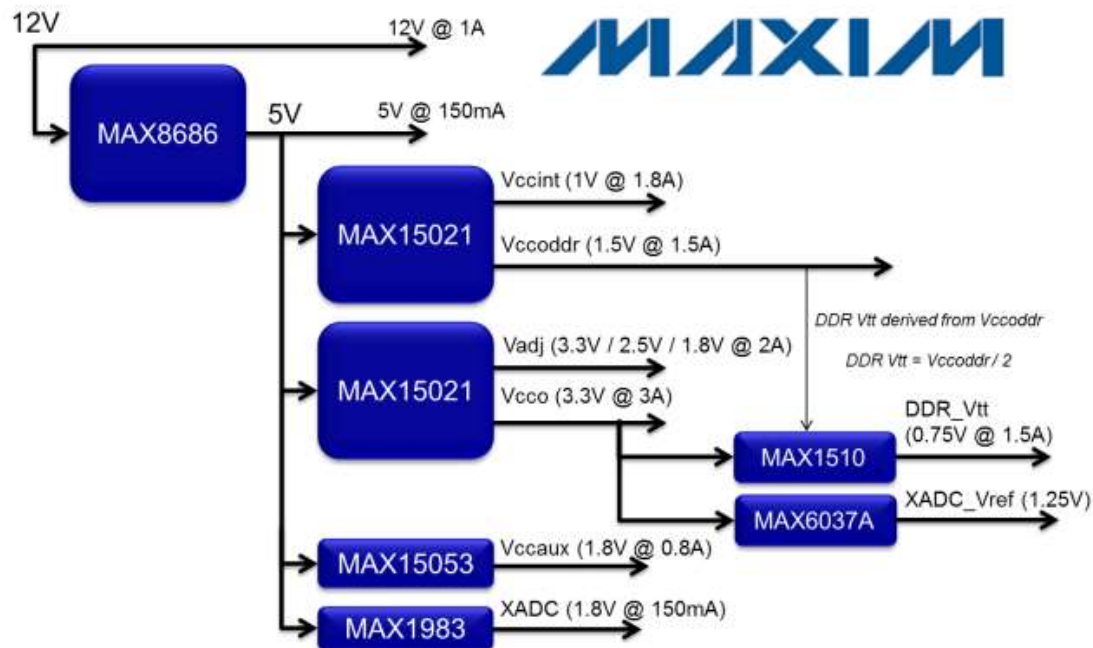 12V
12V @ 1A
MAXIM
MAX8686
5V
5V @ 150mA
MAX15021
Vccint (1V @ 1.8A)
Vccoddr (1.5V @ 1.5A)
DDR Vtt derived from Vccoddr
DDR Vtt = Vccoddr / 2
MAX15021
Vadj (3.3V / 2.5V / 1.8V @ 2A)
Vcco (3.3V @ 3A)
MAX1510
DDR_Vtt
(0.75V @ 1.5A)
MAX6037A
XADC_Vref (1.25V)
MAX15053
Vccaux (1.8V @ 0.8A)
MAX1983
XADC (1.8V @ 150mA)